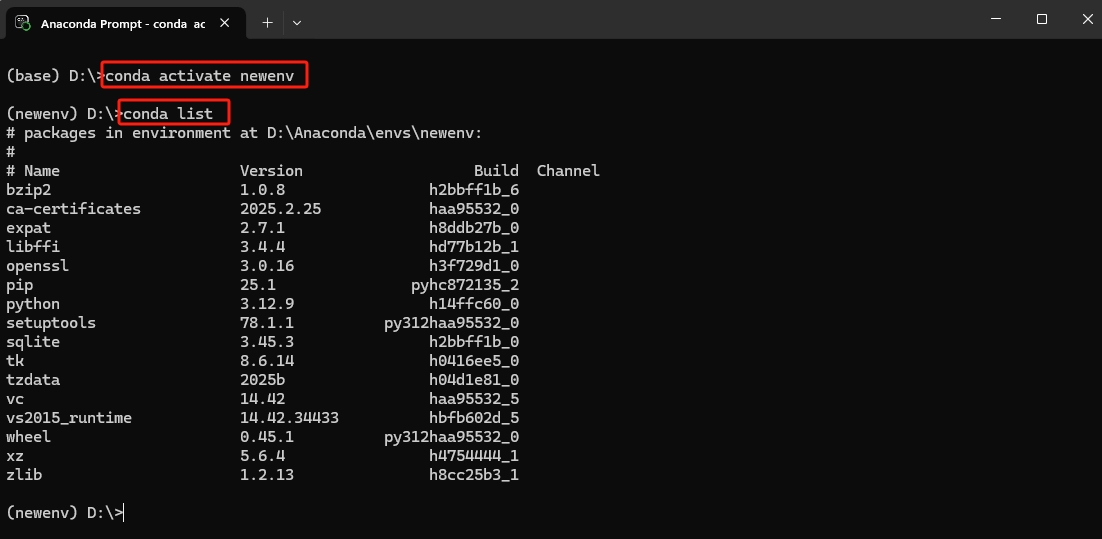 Anaconda Prompt - conda ac
(base) D:\>conda activate newenv
(newenv) D:\>conda list
# packages in environment at D:\Anaconda\envs\newenv:
#
# Name                    Version                   Build  Channel
bzip2                     1.0.8                h2bbff1b_6
ca-certificates           2025.2.25            haa95532_0
expat                     2.7.1                h8ddb27b_0
libffi                    3.4.4                hd77b12b_1
openssl                   3.0.16               h3f729d1_0
pip                       25.1               pyhc872135_2
python                    3.12.9               h14ffc60_0
setuptools                78.1.1          py312haa95532_0
sqlite                    3.45.3               h2bbff1b_0
tk                        8.6.14               h0416ee5_0
tzdata                    2025b                h04d1e81_0
vc                        14.42                haa95532_5
vs2015_runtime            14.42.34433          hbfb602d_5
wheel                     0.45.1          py312haa95532_0
xz                        5.6.4                h4754444_1
zlib                      1.2.13               h8cc25b3_1
(newenv) D:\>